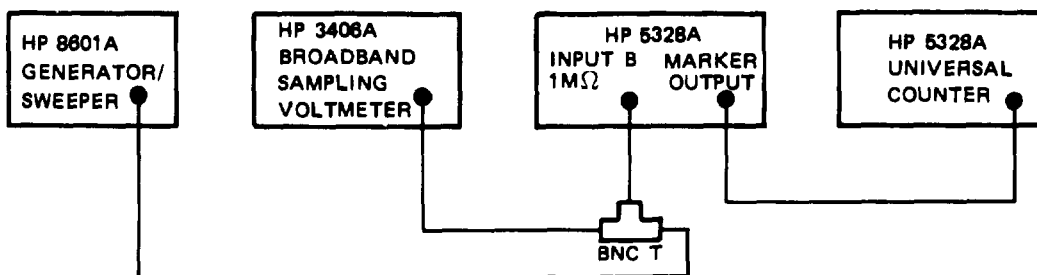 HP 8601A
GENERATOR/
SWEEPER
HP 3406A
BROADBAND
SAMPLING
VOLTMETER
HP 5328A
INPUT B MARKER
1MΩ OUTPUT
HP 5328A
UNIVERSAL
COUNTER
BNC T